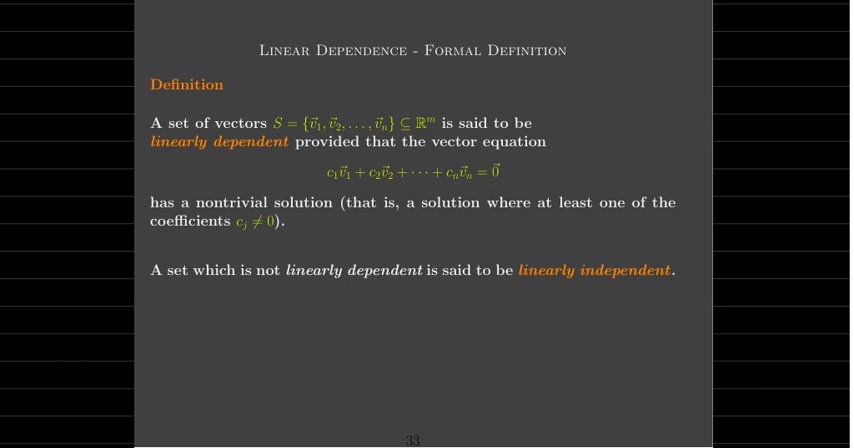 Linear Dependence - Formal Definition
Definition
A set of vectors S = {v⃗₁, v⃗₂, . . . , v⃗ₙ} ⊆ ℝᵐ is said to be
linearly dependent provided that the vector equation
c₁v⃗₁ + c₂v⃗₂ + · · · + cₙv⃗ₙ = 0⃗
has a nontrivial solution (that is, a solution where at least one of the
coefficients cⱼ ≠ 0).
A set which is not linearly dependent is said to be linearly independent.
33